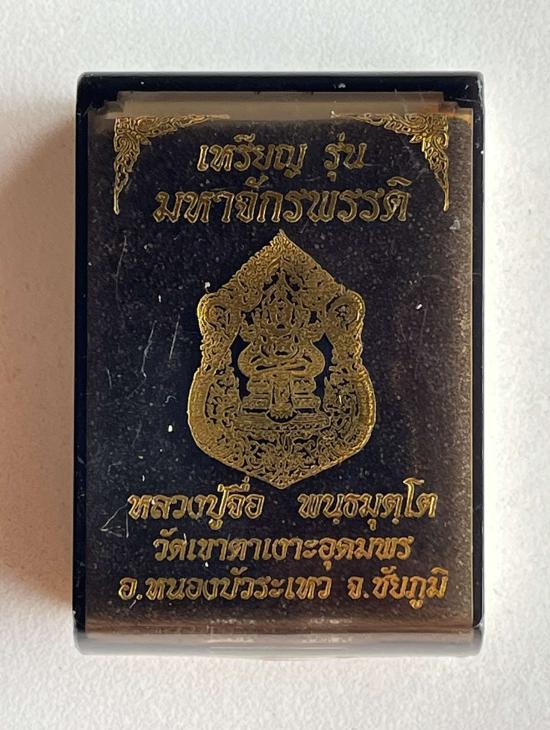 เหรียญ รุ่น
มหาจักรพรรดิ
หลวงปู่จื่อ พนฺธมุตฺโต
วัดเขาตาเงาะอุดมพร
อ.หนองบัวระเหว จ.ชัยภูมิ